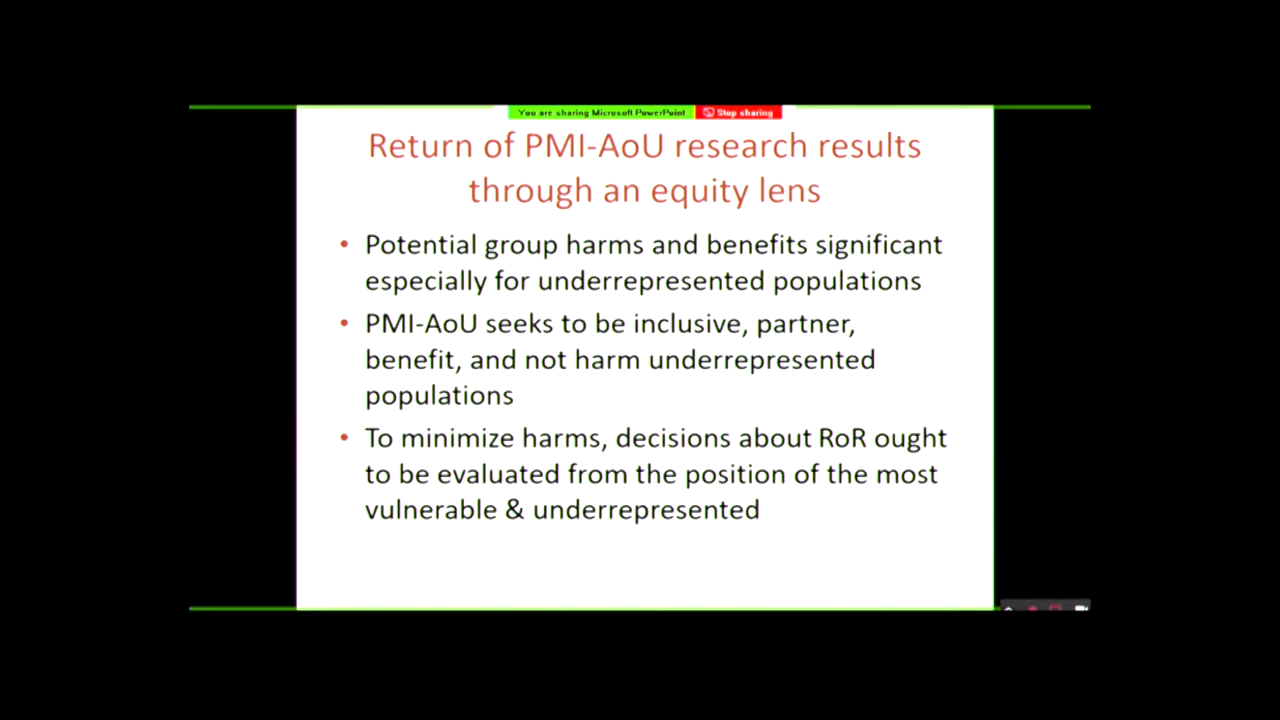 You are sharing Microsoft PowerPoint Stop sharing
Return of PMI-AoU research results
through an equity lens
• Potential group harms and benefits significant
especially for underrepresented populations
• PMI-AoU seeks to be inclusive, partner,
benefit, and not harm underrepresented
populations
• To minimize harms, decisions about RoR ought
to be evaluated from the position of the most
vulnerable & underrepresented